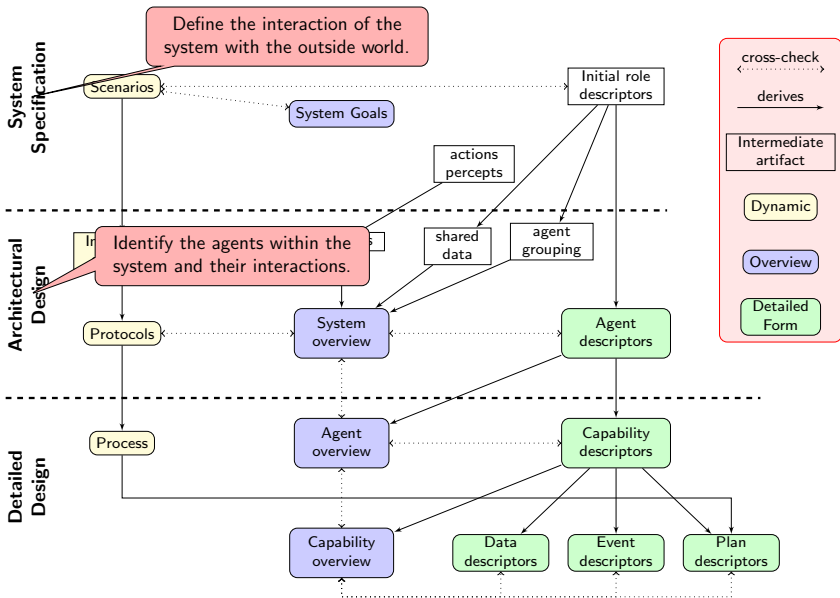 Define the interaction of the
system with the outside world.
System
Specification
Scenarios
System Goals
Initial role
descriptors
actions
percepts
Architectural
Design
Identify the agents within the
system and their interactions.
shared
data
agent
grouping
Protocols
System
overview
Agent
descriptors
Detailed
Design
Process
Agent
overview
Capability
descriptors
Capability
overview
Data
descriptors
Event
descriptors
Plan
descriptors
cross-check
derives
Intermediate
artifact
Dynamic
Overview
Detailed
Form